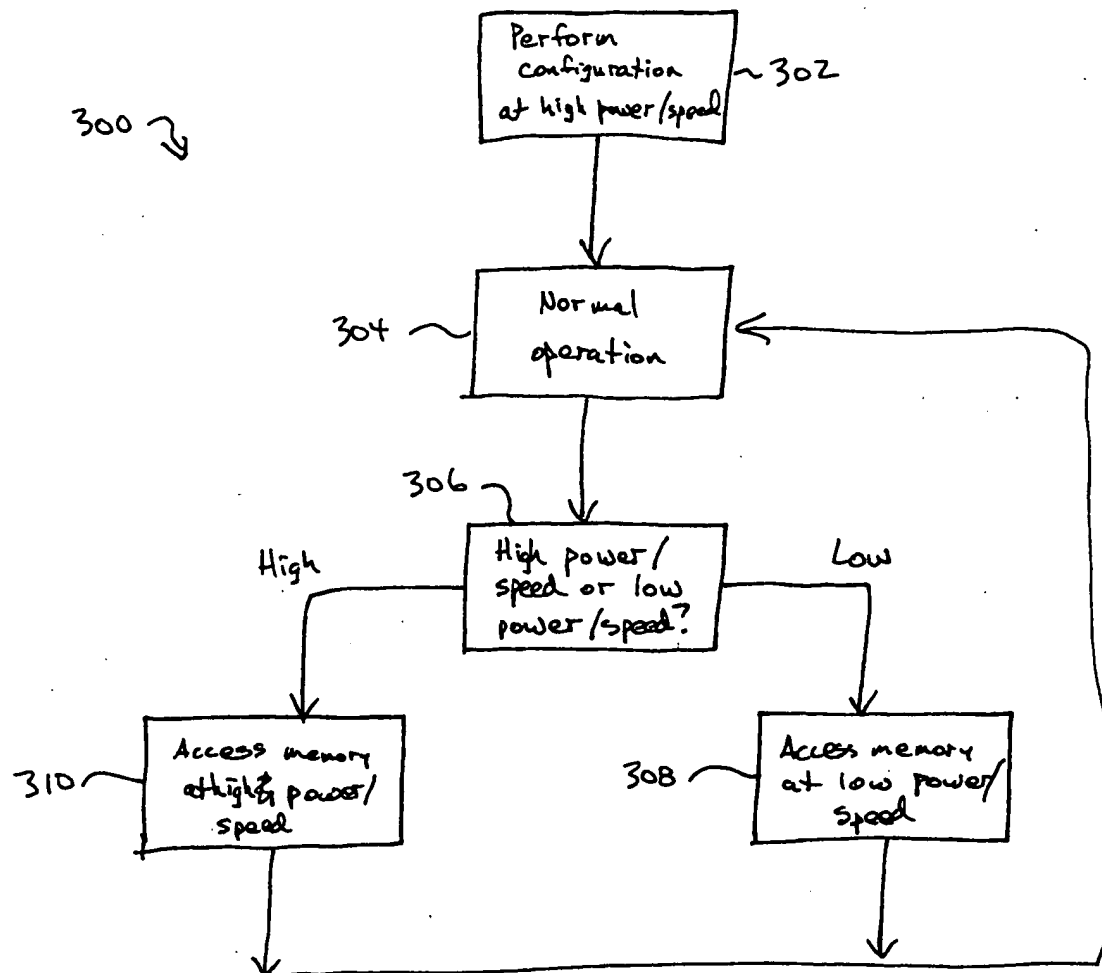 Perform
configuration
at high power/speed
302
300
Normal
operation
304
306
High
Low
High power/
speed or low
power/speed?
310
Access memory
at high power/
speed
308
Access memory
at low power/
speed